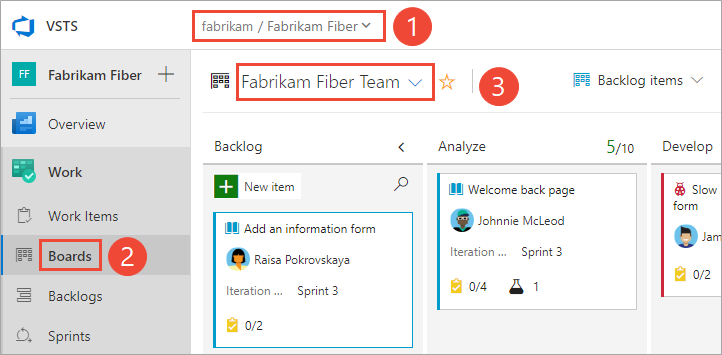 VSTS
fabrikam / Fabrikam Fiber
1
FF
Fabrikam Fiber
Fabrikam Fiber Team
3
Backlog items
Overview
Work
Work Items
2
Boards
Backlogs
Sprints
Backlog
Analyze
5/10
Develop
New item
Add an information form
Raisa Pokrovskaya
Iteration ... Sprint 3
0/2
Welcome back page
Johnnie McLeod
Iteration ... Sprint 3
0/4 1
Slow
form
Jam
0/2